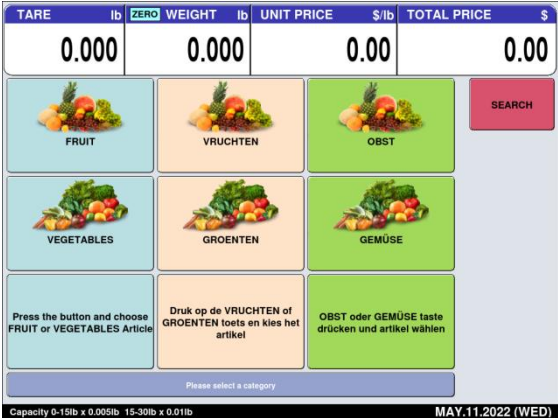 TARE lb ZERO WEIGHT lb UNIT PRICE $/lb TOTAL PRICE $
0.000 0.000 0.00 0.00
FRUIT VRUCHTEN OBST SEARCH
VEGETABLES GROENTEN GEMÜSE
Press the button and choose
FRUIT or VEGETABLES Article
Druk op de VRUCHTEN of
GROENTEN toets en kies het
artikel
OBST oder GEMÜSE taste
drücken und artikel wählen
Please select a category
Capacity 0-15lb x 0.005lb 15-30lb x 0.01lb MAY.11.2022 (WED)